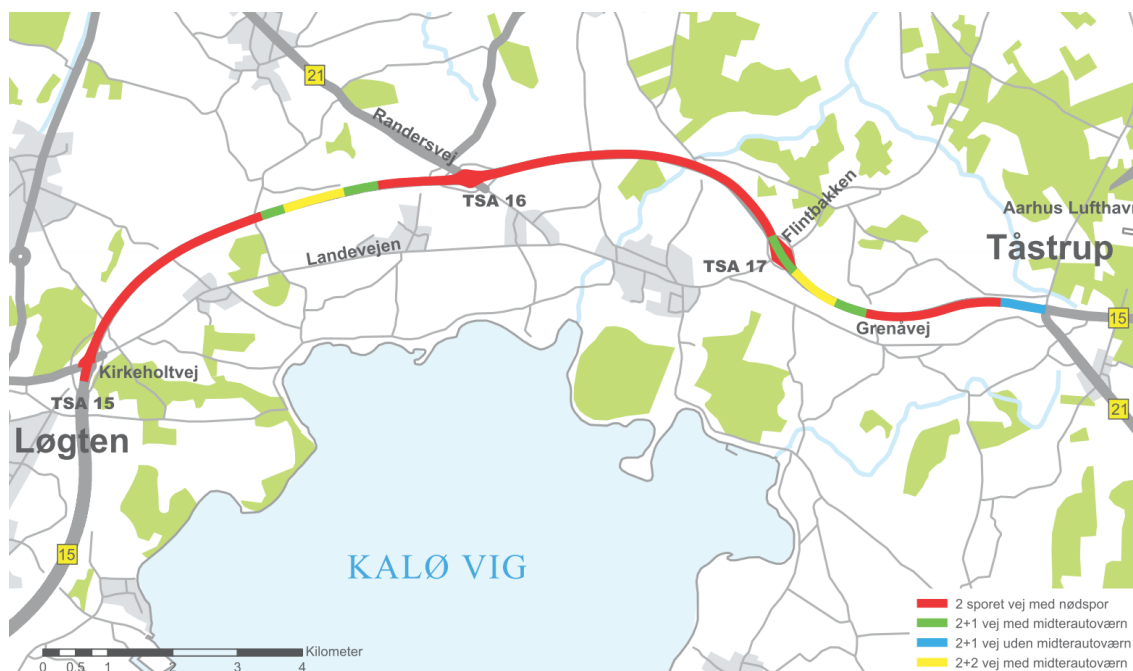 21
Randersvej
TSA 16
Flintbakken
Aarhus Lufthavn
Tåstrup
Landevejen
TSA 17
15
Grenåvej
Kirkeholtvej
TSA 15
21
Løgten
15
KALØ VIG
2 sporet vej med nødspor
2+1 vej med midterautoværn
2+1 vej uden midterautoværn
2+2 vej med midterautoværn
Kilometer
0 0,5 1 2 3 4